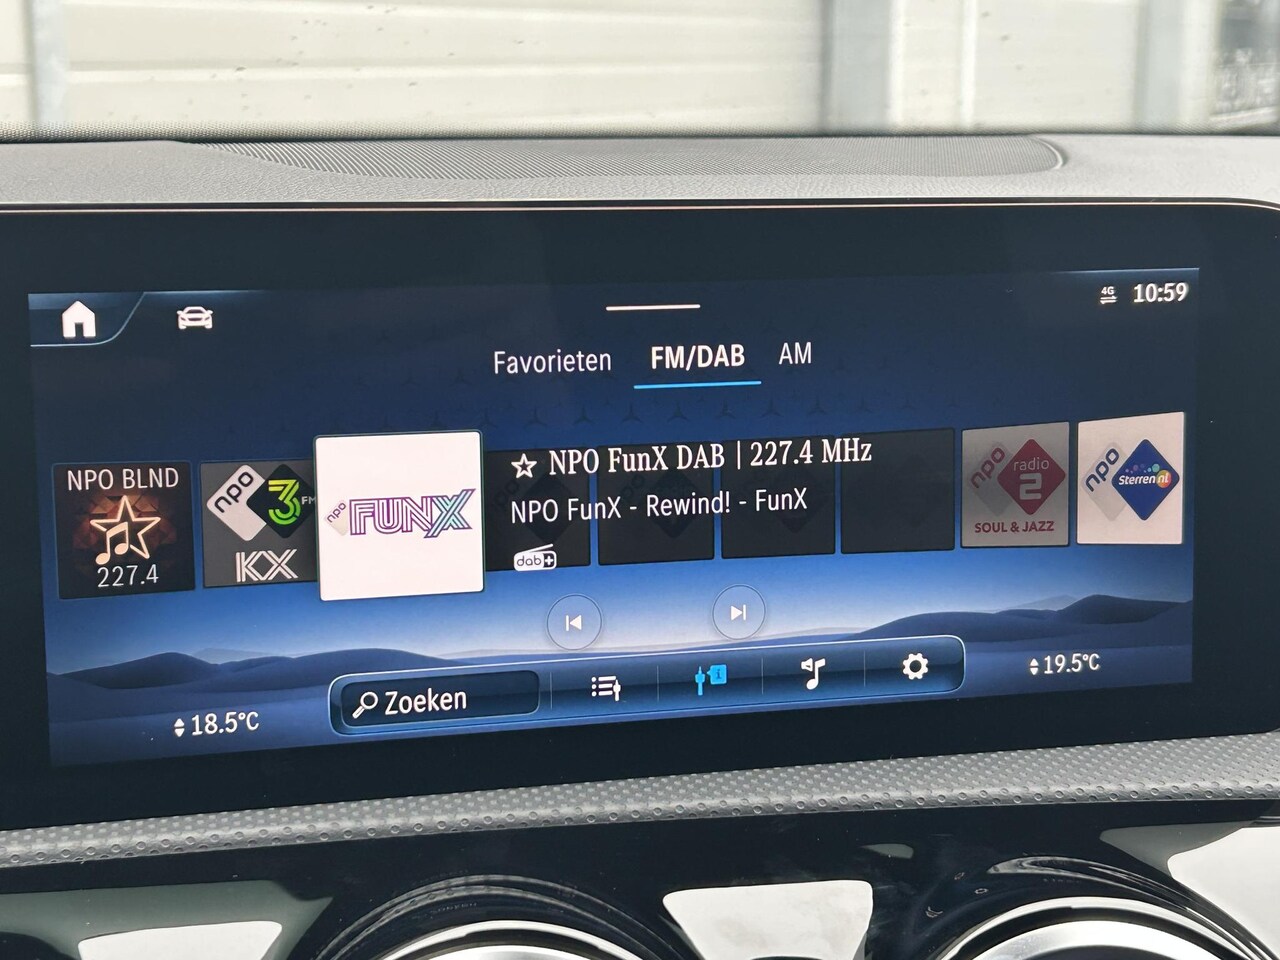 4G 10:59
Favorieten FM/DAB AM
NPO BLND
227.4
npo 3FM
KX
npo FUNX
NPO FunX DAB | 227.4 MHz
NPO FunX - Rewind! - FunX
dab+
npo radio 2
SOUL & JAZZ
npo Sterren nl
Zoeken
18.5°C
19.5°C